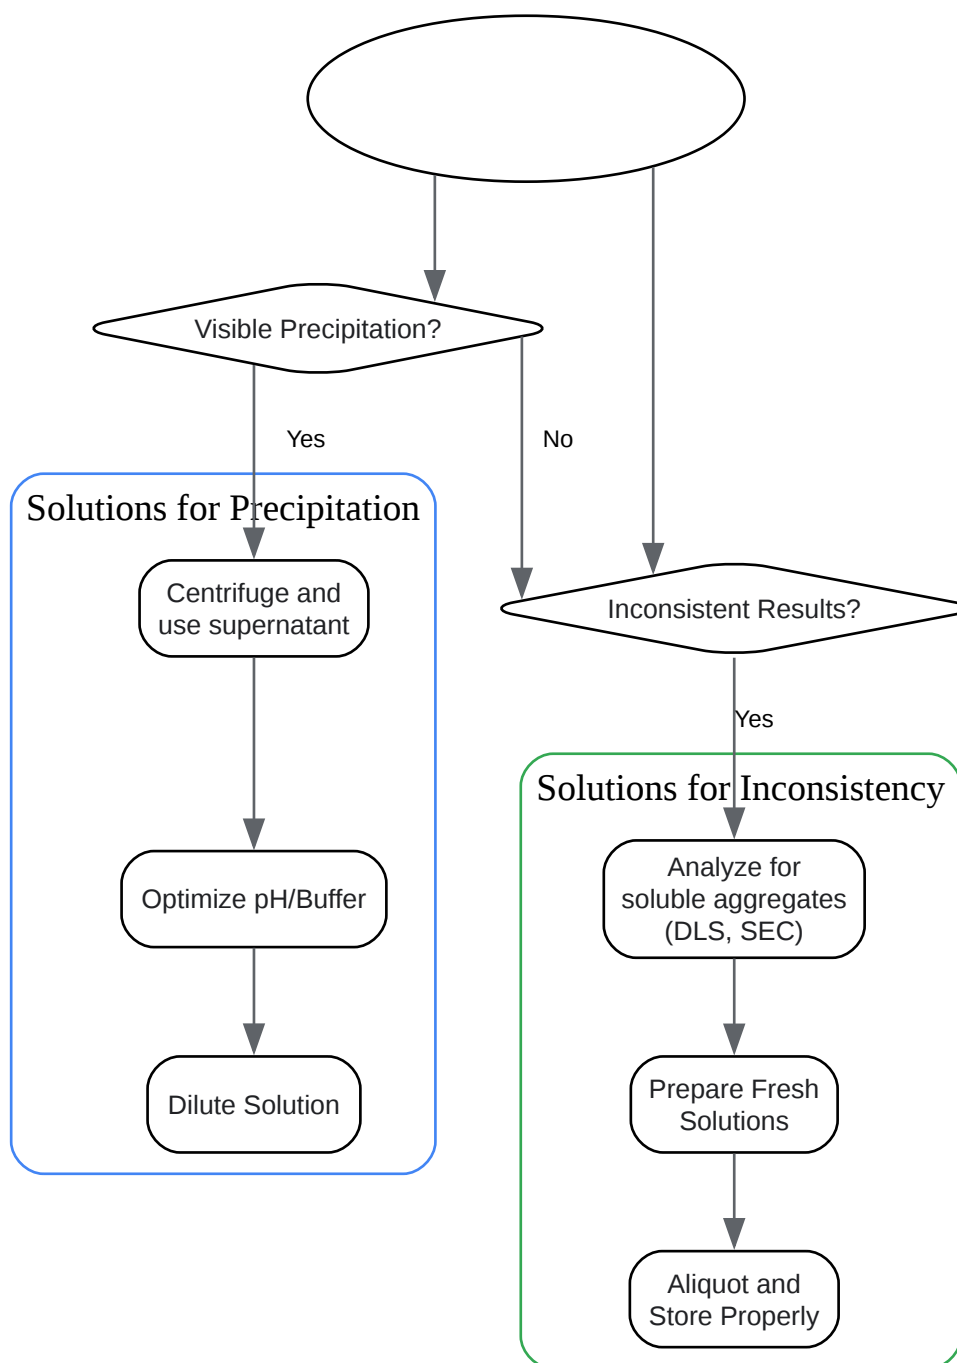 Visible Precipitation?
Yes
No
Solutions for Precipitation
Centrifuge and
use supernatant
Optimize pH/Buffer
Dilute Solution
Inconsistent Results?
Yes
Solutions for Inconsistency
Analyze for
soluble aggregates
(DLS, SEC)
Prepare Fresh
Solutions
Aliquot and
Store Properly